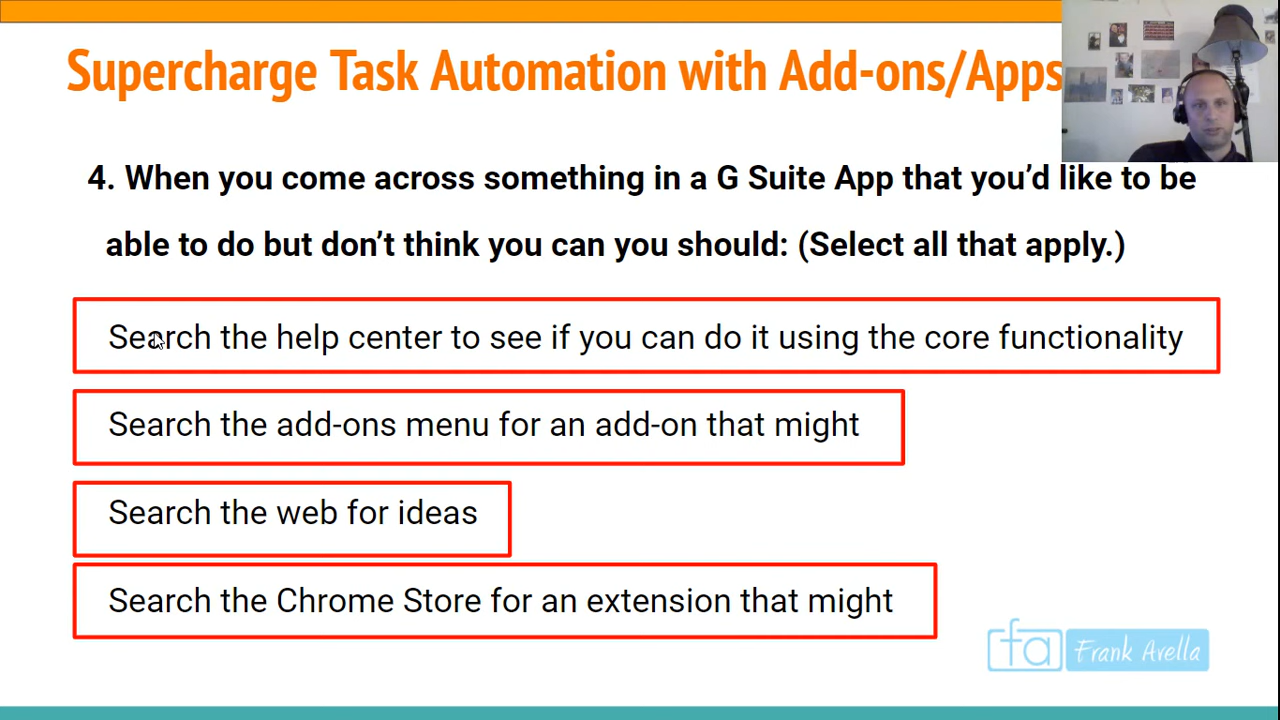 Supercharge Task Automation with Add-ons/Apps
4. When you come across something in a G Suite App that you’d like to be
able to do but don’t think you can you should: (Select all that apply.)
Search the help center to see if you can do it using the core functionality
Search the add-ons menu for an add-on that might
Search the web for ideas
Search the Chrome Store for an extension that might
fa Frank Avella